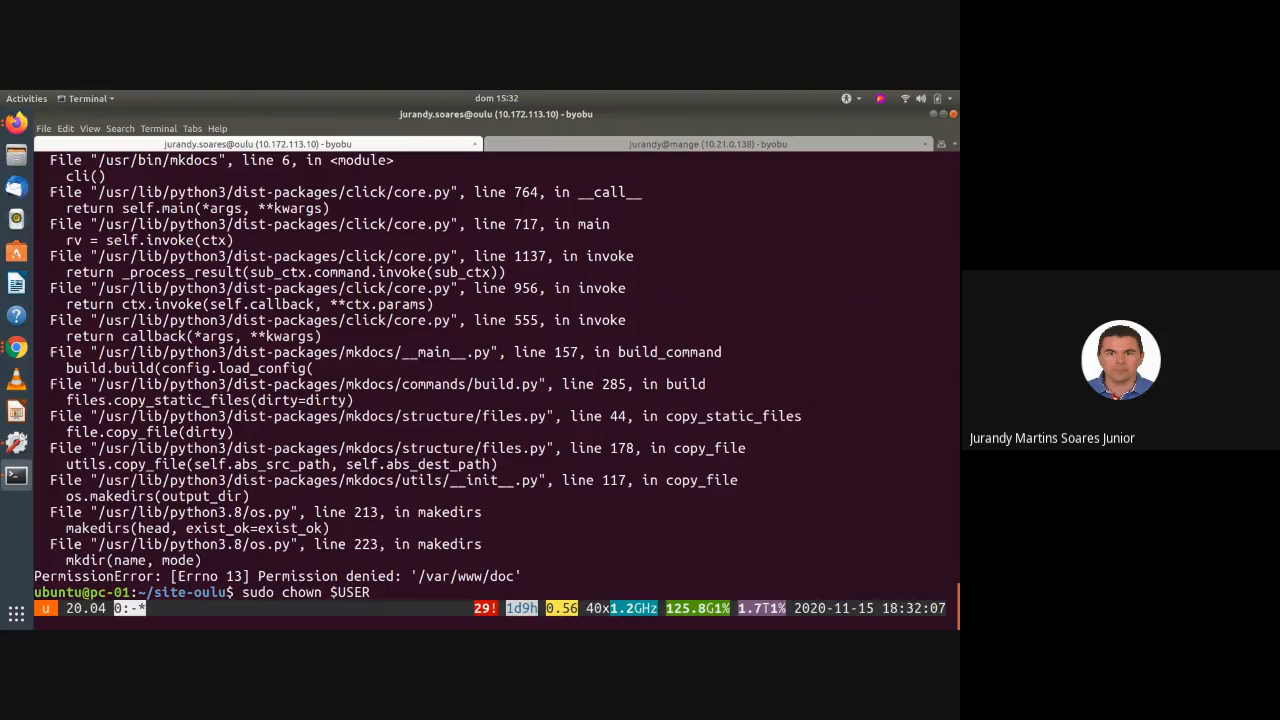 Activities Terminal dom 15:32
jurandy.soares@oulu (10.172.113.10) - byobu
File Edit View Search Terminal Tabs Help
jurandy.soares@oulu (10.172.113.10) - byobu jurandy@mange (10.21.0.138) - byobu
File "/usr/bin/mkdocs", line 6, in <module>
cli()
File "/usr/lib/python3/dist-packages/click/core.py", line 764, in __call__
return self.main(*args, **kwargs)
File "/usr/lib/python3/dist-packages/click/core.py", line 717, in main
rv = self.invoke(ctx)
File "/usr/lib/python3/dist-packages/click/core.py", line 1137, in invoke
return _process_result(sub_ctx.command.invoke(sub_ctx))
File "/usr/lib/python3/dist-packages/click/core.py", line 956, in invoke
return ctx.invoke(self.callback, **ctx.params)
File "/usr/lib/python3/dist-packages/click/core.py", line 555, in invoke
return callback(*args, **kwargs)
File "/usr/lib/python3/dist-packages/mkdocs/__main__.py", line 157, in build_command
build.build(config.load_config(
File "/usr/lib/python3/dist-packages/mkdocs/commands/build.py", line 285, in build
files.copy_static_files(dirty=dirty)
File "/usr/lib/python3/dist-packages/mkdocs/structure/files.py", line 44, in copy_static_files
file.copy_file(dirty)
File "/usr/lib/python3/dist-packages/mkdocs/structure/files.py", line 178, in copy_file
utils.copy_file(self.abs_src_path, self.abs_dest_path)
File "/usr/lib/python3/dist-packages/mkdocs/utils/__init__.py", line 117, in copy_file
os.makedirs(output_dir)
File "/usr/lib/python3.8/os.py", line 213, in makedirs
makedirs(head, exist_ok=exist_ok)
File "/usr/lib/python3.8/os.py", line 223, in makedirs
mkdir(name, mode)
PermissionError: [Errno 13] Permission denied: '/var/www/doc'
ubuntu@pc-01:~/site-oulu$ sudo chown $USER
u 20.04 0:-* 29! 1d9h 0.56 40x1.2GHz 125.8G1% 1.7T1% 2020-11-15 18:32:07
Jurandy Martins Soares Junior